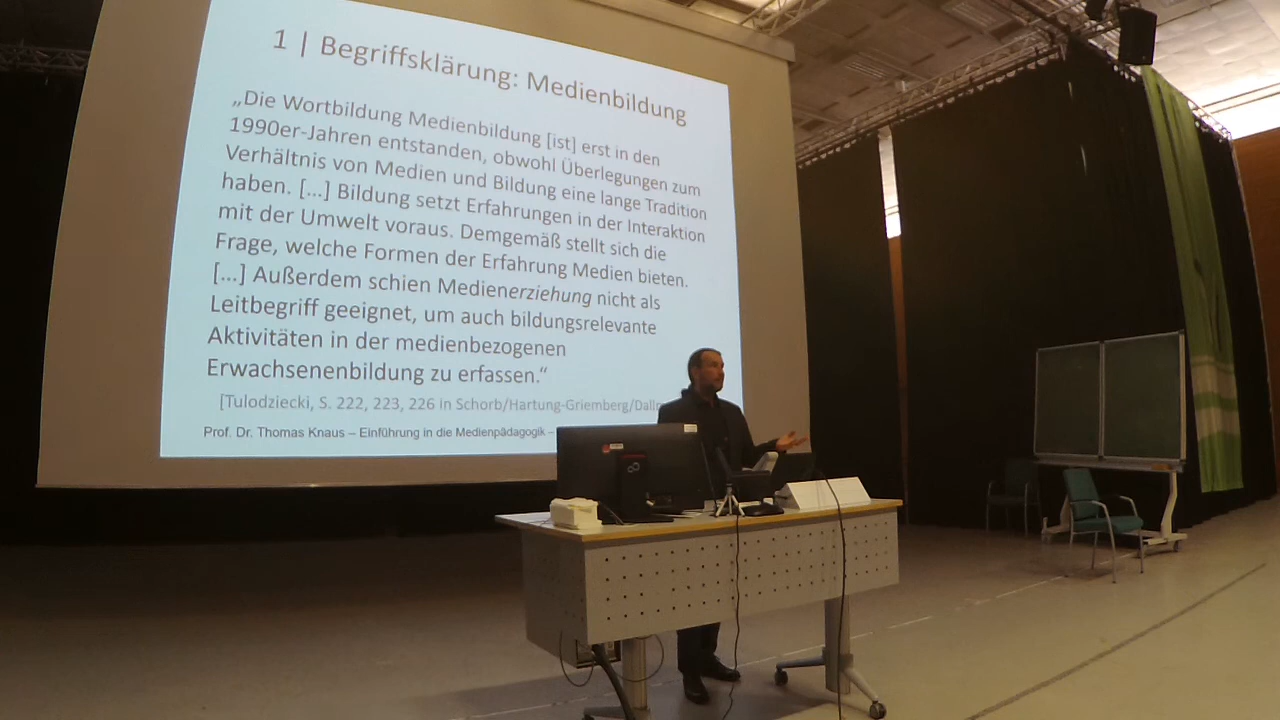 1 | Begriffsklärung: Medienbildung
„Die Wortbildung Medienbildung [ist] erst in den
1990er-Jahren entstanden, obwohl Überlegungen zum
Verhältnis von Medien und Bildung eine lange Tradition
haben. […] Bildung setzt Erfahrungen in der Interaktion
mit der Umwelt voraus. Demgemäß stellt sich die
Frage, welche Formen der Erfahrung Medien bieten.
[…] Außerdem schien Medienerziehung nicht als
Leitbegriff geeignet, um auch bildungsrelevante
Aktivitäten in der medienbezogenen
Erwachsenenbildung zu erfassen.“
[Tulodziecki, S. 222, 223, 226 in Schorb/Hartung-Griemberg/
Prof. Dr. Thomas Knaus – Einführung in die Medienpädagogik –